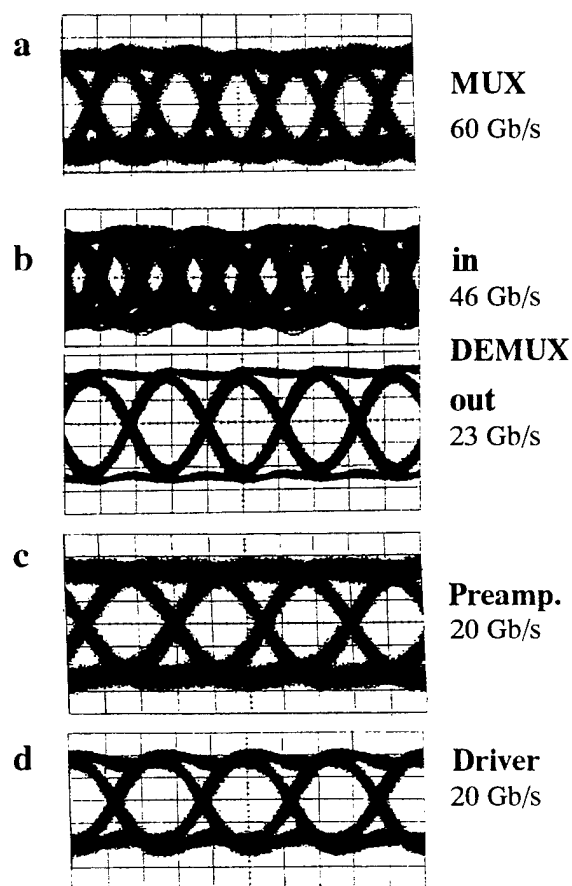 a
MUX
60 Gb/s
b
in
46 Gb/s
DEMUX
out
23 Gb/s
c
Preamp.
20 Gb/s
d
Driver
20 Gb/s